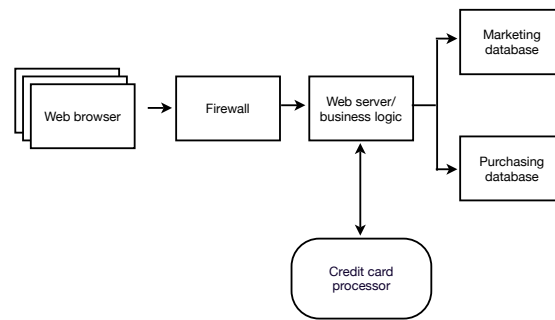 Web browser
Firewall
Web server/
business logic
Marketing
database
Purchasing
database
Credit card
processor